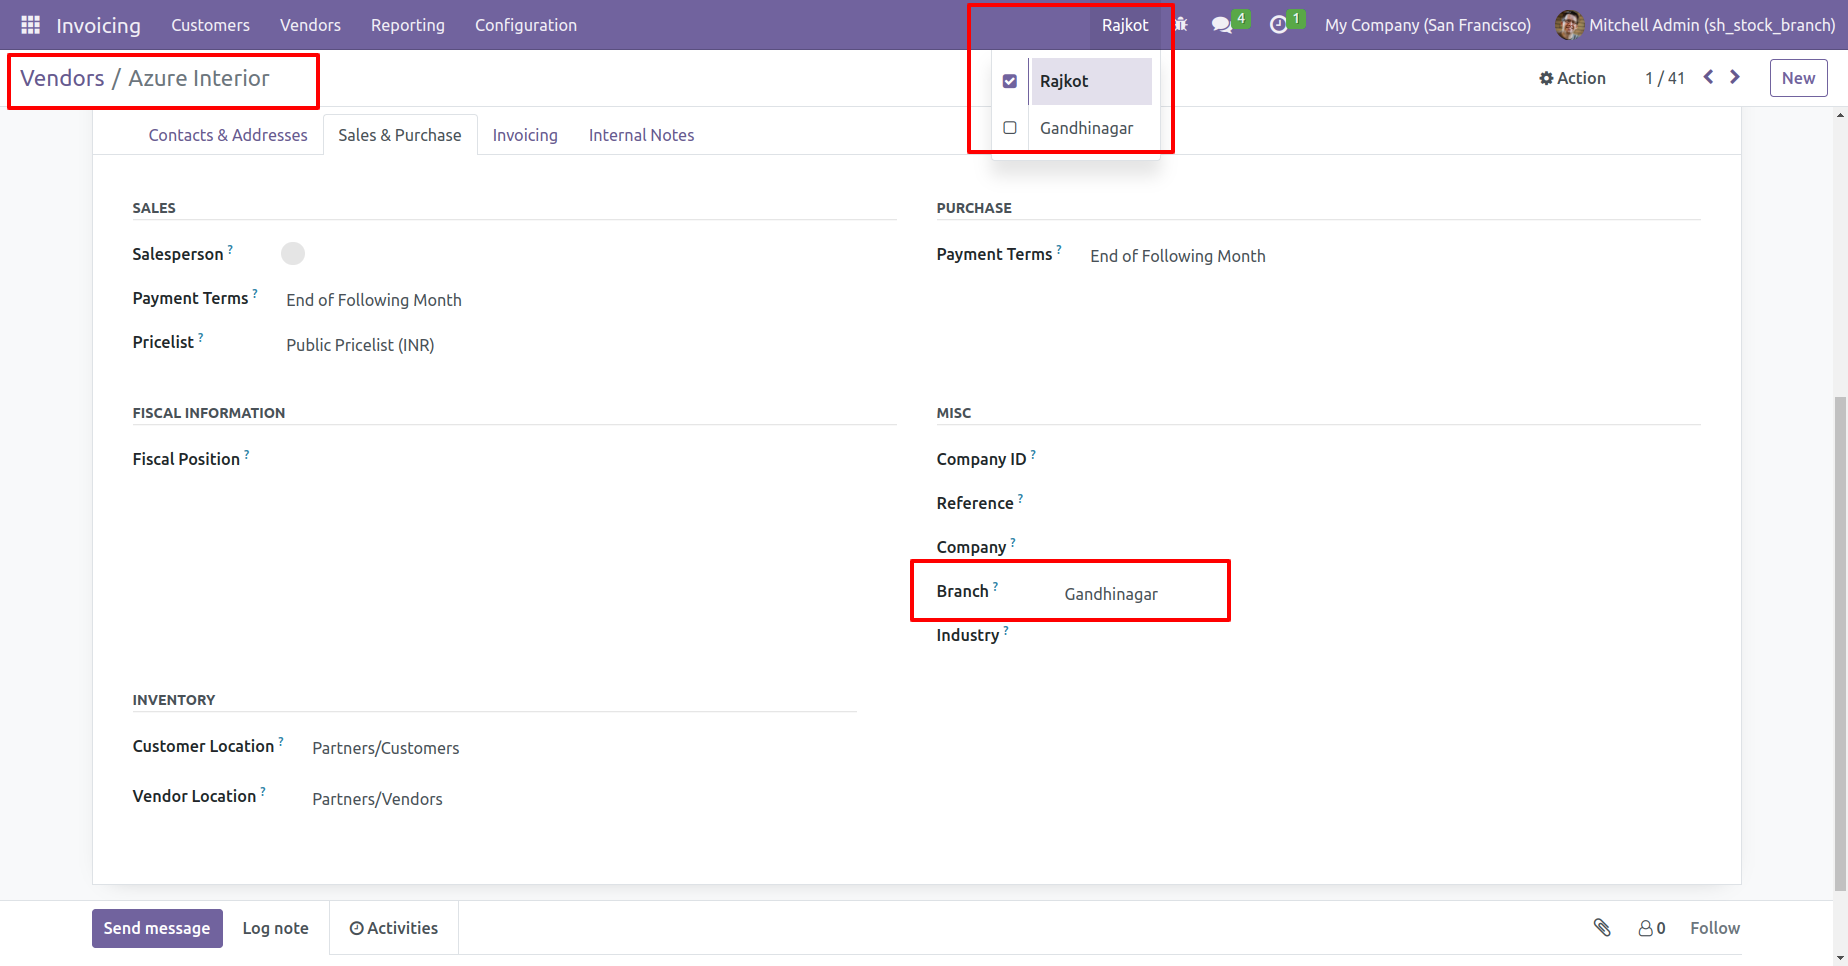 Invoicing Customers Vendors Reporting Configuration Rajkot 4 1 My Company (San Francisco) Mitchell Admin (sh_stock_branch)
Vendors / Azure Interior
Rajkot
Gandhinagar
Action 1 / 41 New
Contacts & Addresses Sales & Purchase Invoicing Internal Notes
SALES
Salesperson ?
Payment Terms ? End of Following Month
Pricelist ? Public Pricelist (INR)
PURCHASE
Payment Terms ? End of Following Month
FISCAL INFORMATION
Fiscal Position ?
MISC
Company ID ?
Reference ?
Company ?
Branch ? Gandhinagar
Industry ?
INVENTORY
Customer Location ? Partners/Customers
Vendor Location ? Partners/Vendors
Send message Log note Activities 0 Follow